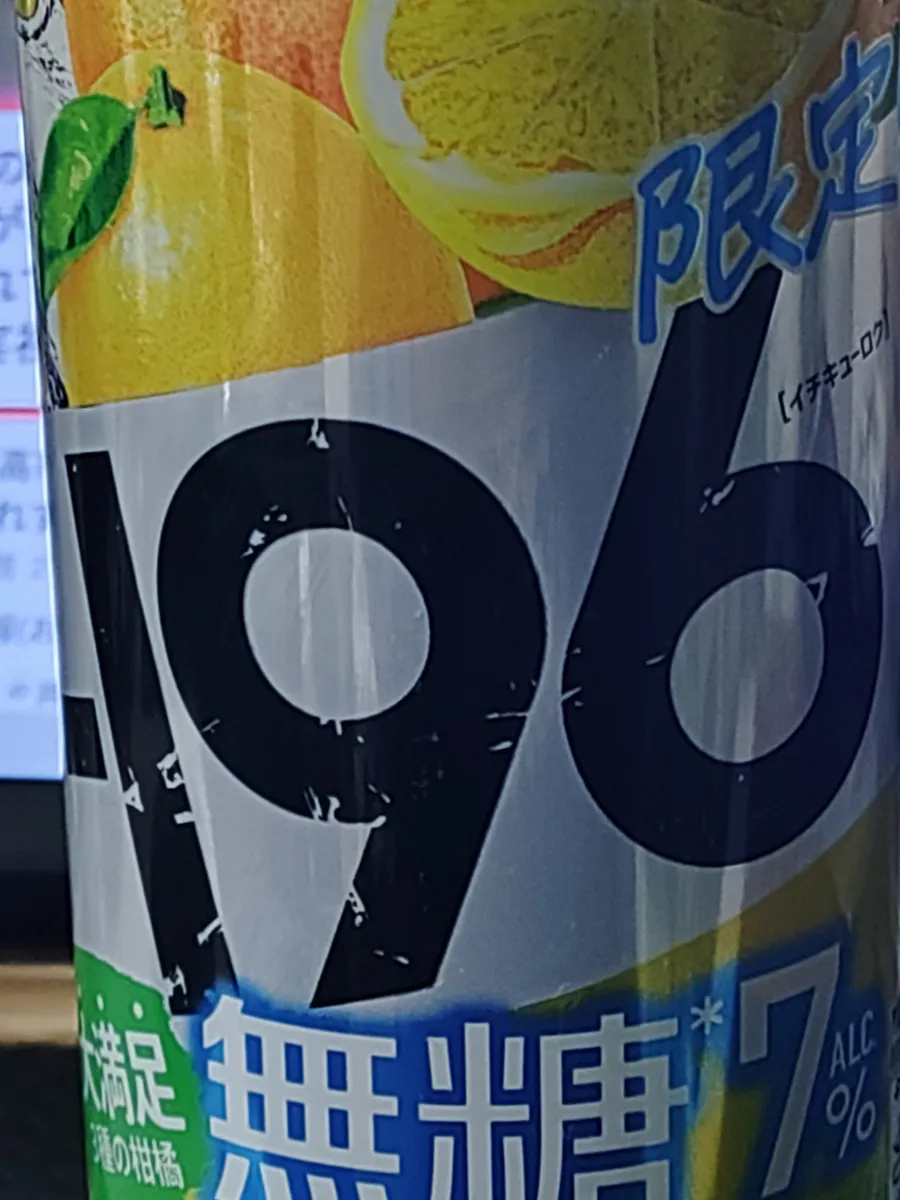 限定
-196
【イチキューロク】
大満足
3種の柑橘
無糖*
7
ALC.
%